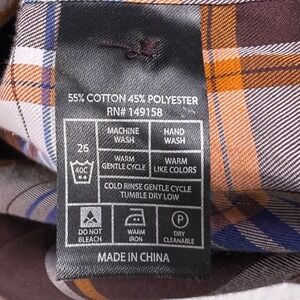 55% COTTON 45% POLYESTER
RN# 149158
MACHINE WASH
HAND WASH
26
40C
WARM GENTLE CYCLE
WARM LIKE COLORS
COLD RINSE GENTLE CYCLE
TUMBLE DRY LOW
DO NOT BLEACH
WARM IRON
P
DRY CLEANABLE
MADE IN CHINA